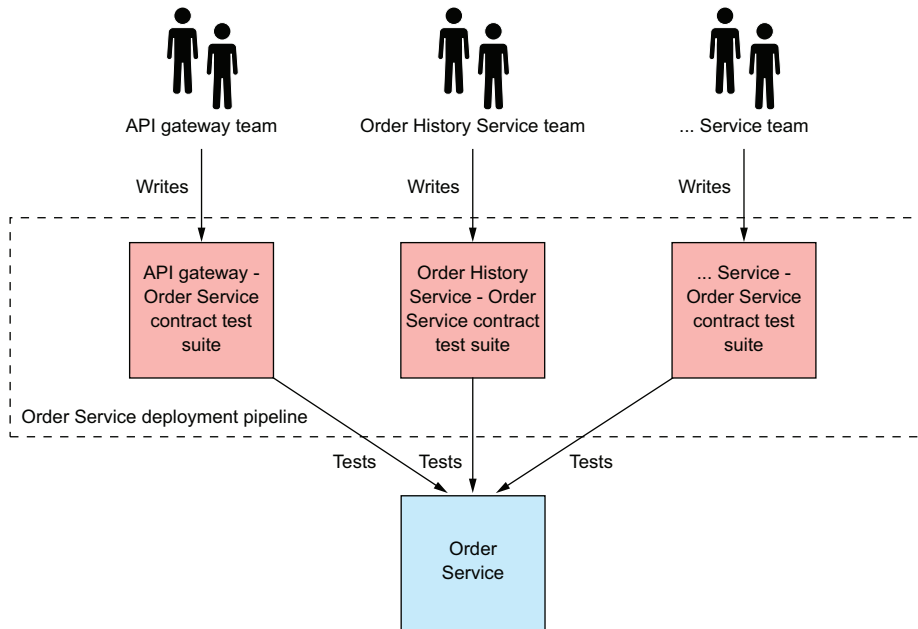 API gateway team
Order History Service team
... Service team
Writes
Writes
Writes
API gateway -
Order Service
contract test
suite
Order History
Service - Order
Service contract
test suite
... Service -
Order Service
contract test
suite
Order Service deployment pipeline
Tests
Tests
Tests
Order
Service